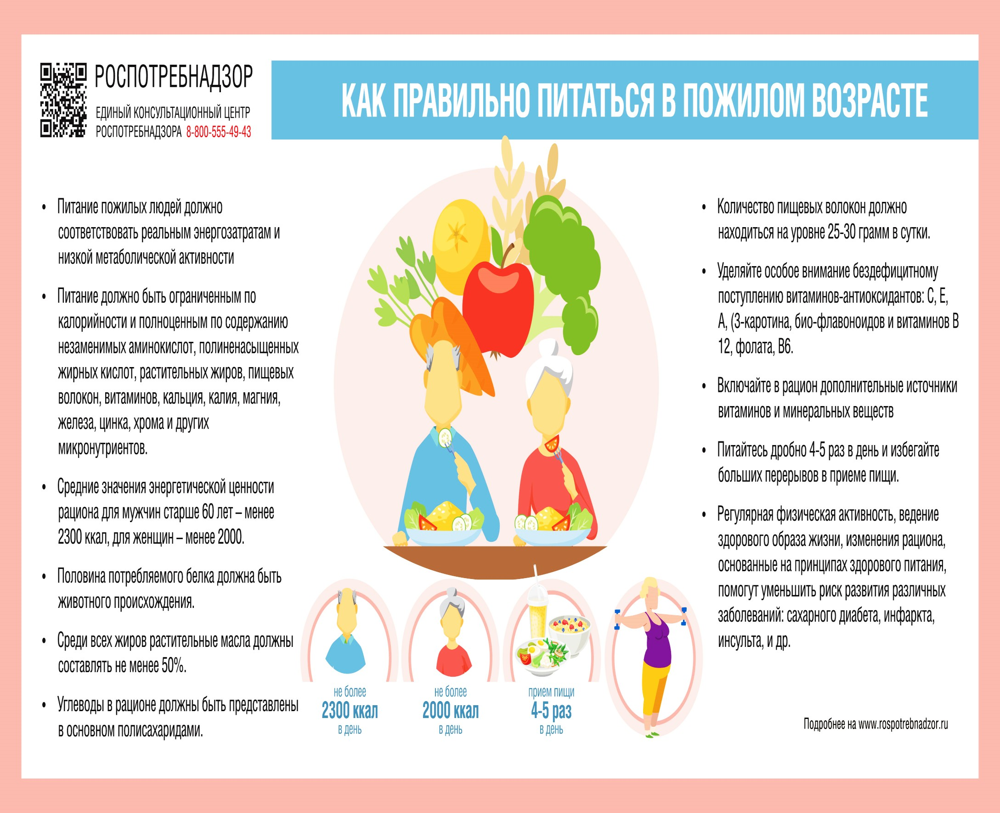 РОСПОТРЕБНАДЗОР
ЕДИНЫЙ КОНСУЛЬТАЦИОННЫЙ ЦЕНТР
РОСПОТРЕБНАДЗОРА 8-800-555-49-43
КАК ПРАВИЛЬНО ПИТАТЬСЯ В ПОЖИЛОМ ВОЗРАСТЕ
• Питание пожилых людей должно
соответствовать реальным энергозатратам и
низкой метаболической активности
• Питание должно быть ограниченным по
калорийности и полноценным по содержанию
незаменимых аминокислот, полиненасыщенных
жирных кислот, растительных жиров, пищевых
волокон, витаминов, кальция, калия, магния,
железа, цинка, хрома и других
микронутриентов.
• Средние значения энергетической ценности
рациона для мужчин старше 60 лет – менее
2300 ккал, для женщин – менее 2000.
• Половина потребляемого белка должна быть
животного происхождения.
• Среди всех жиров растительные масла должны
составлять не менее 50%.
• Углеводы в рационе должны быть представлены
в основном полисахаридами.
не более
2300 ккал
в день
не более
2000 ккал
в день
прием пищи
4-5 раз
в день
• Количество пищевых волокон должно
находиться на уровне 25-30 грамм в сутки.
• Уделяйте особое внимание бездефицитному
поступлению витаминов-антиоксидантов: С, Е,
А, (3-каротина, био-флавоноидов и витаминов В
12, фолата, В6.
• Включайте в рацион дополнительные источники
витаминов и минеральных веществ
• Питайтесь дробно 4-5 раз в день и избегайте
больших перерывов в приеме пищи.
• Регулярная физическая активность, ведение
здорового образа жизни, изменения рациона,
основанные на принципах здорового питания,
помогут уменьшить риск развития различных
заболеваний: сахарного диабета, инфаркта,
инсульта, и др.
Подробнее на www.rospotrebnadzor.ru